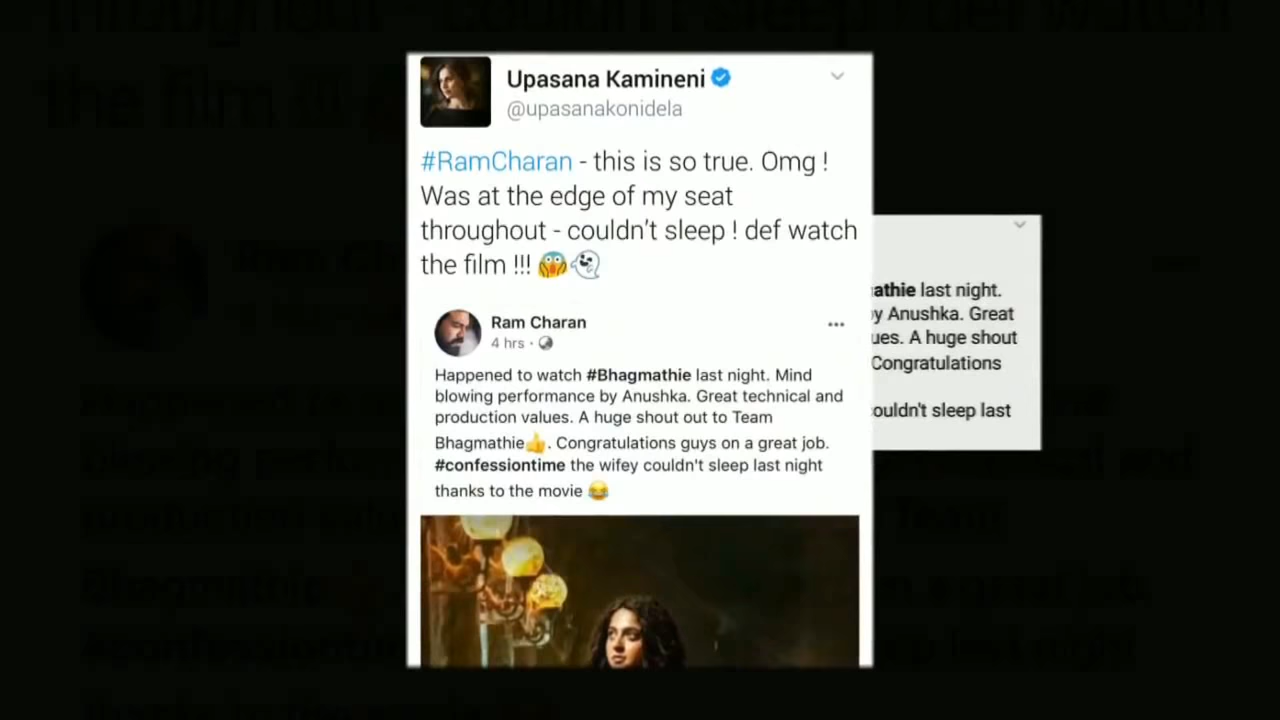 Upasana Kamineni
@upasanakonidela
#RamCharan - this is so true. Omg !
Was at the edge of my seat
throughout - couldn't sleep ! def watch
the film !!! 😱👻
Ram Charan
4 hrs ·
Happened to watch #Bhagmathie last night. Mind
blowing performance by Anushka. Great technical and
production values. A huge shout out to Team
Bhagmathie👍. Congratulations guys on a great job.
#confessiontime the wifey couldn't sleep last night
thanks to the movie 😂
athie last night.
y Anushka. Great
ues. A huge shout
Congratulations
ouldn't sleep last